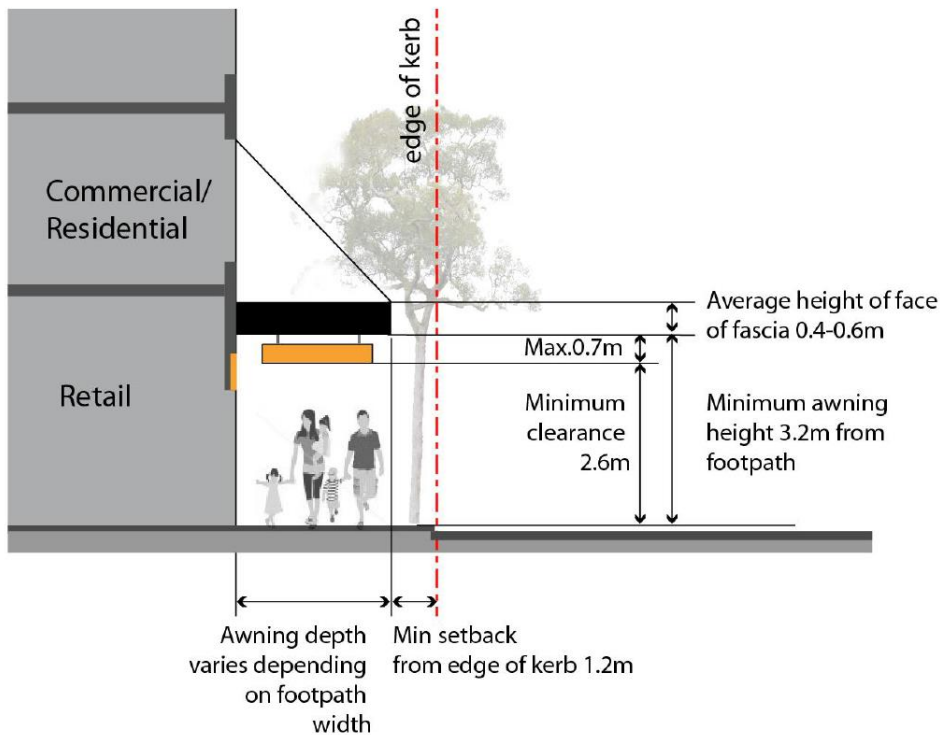 edge of kerb
Commercial/
Residential
Retail
Average height of face
of fascia 0.4-0.6m
Max.0.7m
Minimum
clearance
2.6m
Minimum awning
height 3.2m from
footpath
Awning depth
varies depending
on footpath
width
Min setback
from edge of kerb 1.2m